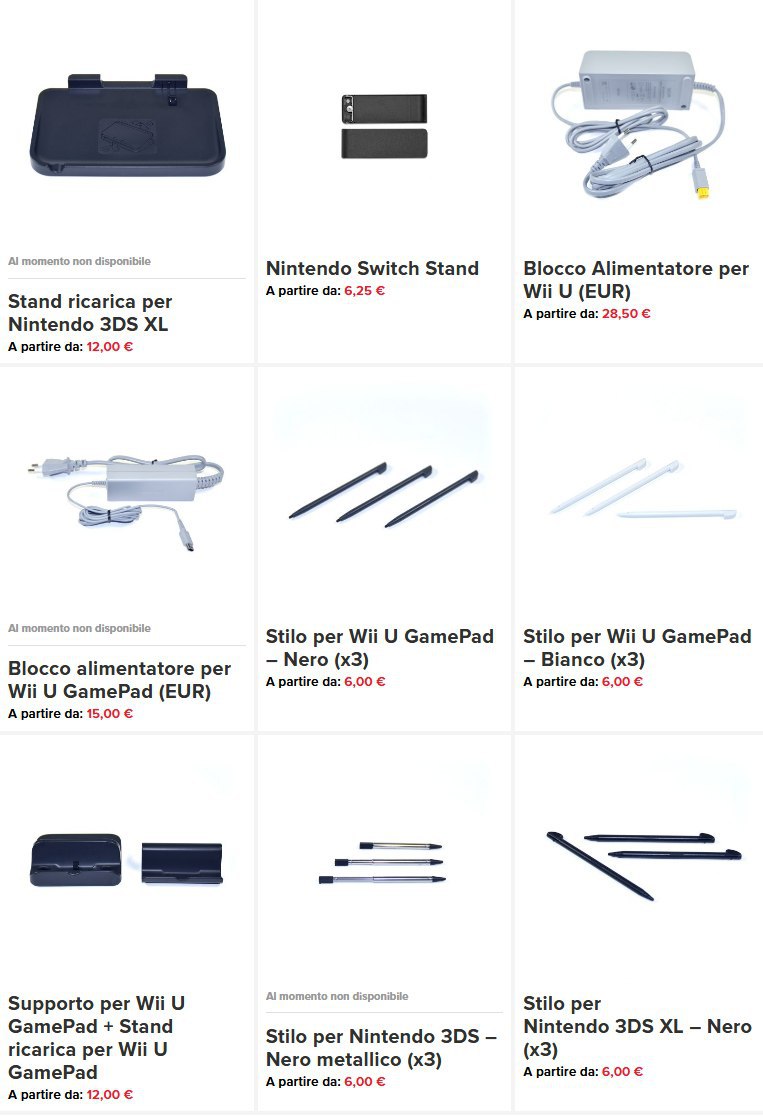 Al momento non disponibile
Stand ricarica per
Nintendo 3DS XL
A partire da: 12,00 €
Nintendo Switch Stand
A partire da: 6,25 €
Blocco Alimentatore per
Wii U (EUR)
A partire da: 28,50 €
Al momento non disponibile
Blocco alimentatore per
Wii U GamePad (EUR)
A partire da: 15,00 €
Stilo per Wii U GamePad
– Nero (x3)
A partire da: 6,00 €
Stilo per Wii U GamePad
– Bianco (x3)
A partire da: 6,00 €
Supporto per Wii U
GamePad + Stand
ricarica per Wii U
GamePad
A partire da: 12,00 €
Al momento non disponibile
Stilo per Nintendo 3DS –
Nero metallico (x3)
A partire da: 6,00 €
Stilo per
Nintendo 3DS XL – Nero
(x3)
A partire da: 6,00 €